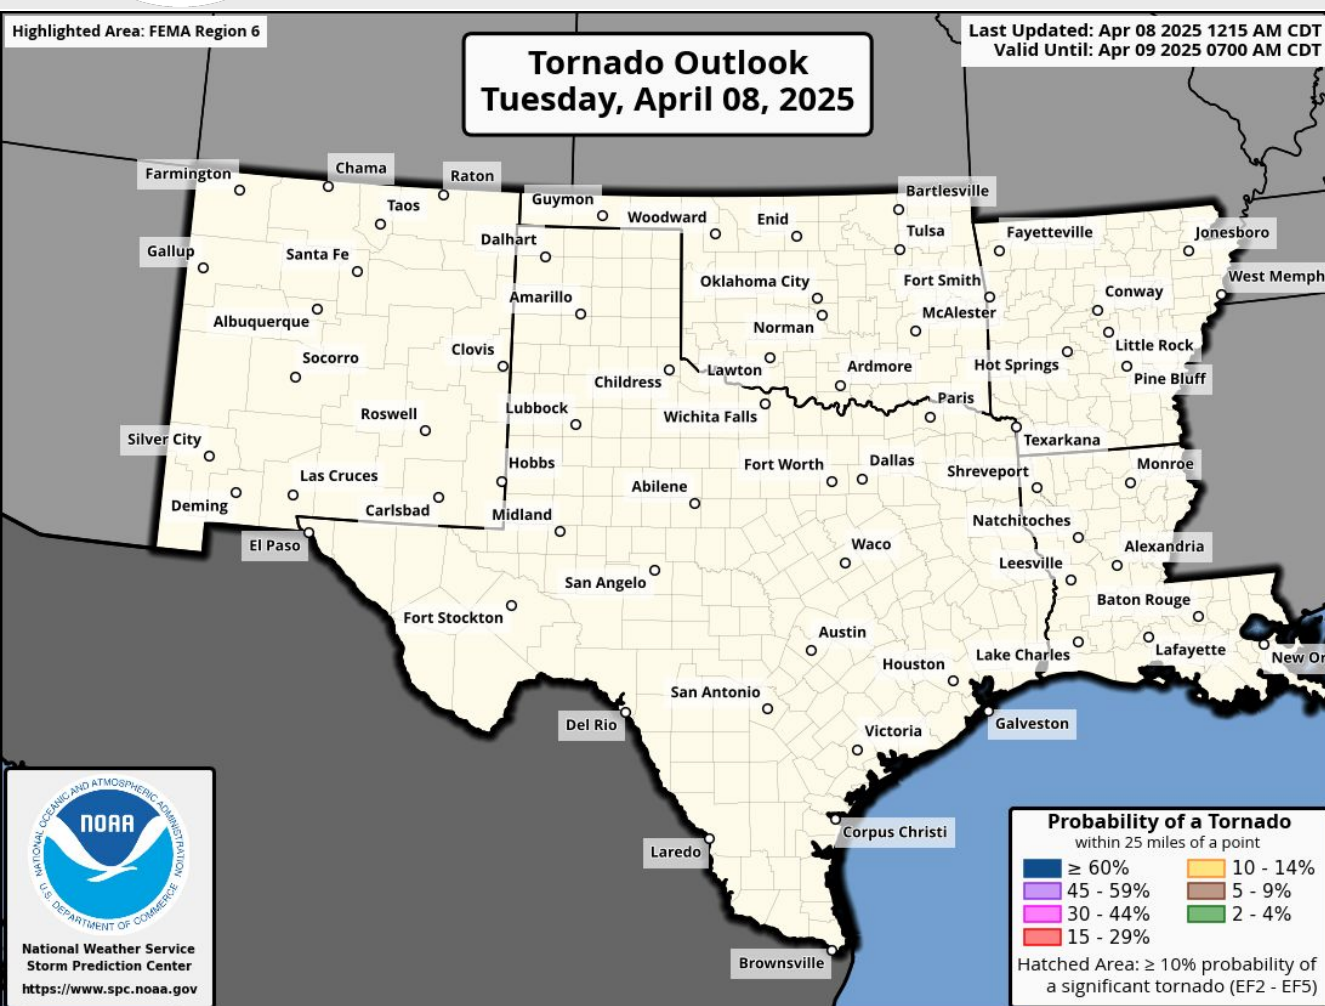 Highlighted Area: FEMA Region 6
Last Updated: Apr 08 2025 1215 AM CDT
Valid Until: Apr 09 2025 0700 AM CDT
Tornado Outlook
Tuesday, April 08, 2025
Farmington
Chama
Raton
Taos
Guymon
Woodward
Enid
Bartlesville
Tulsa
Fayetteville
Jonesboro
Gallup
Santa Fe
Dalhart
Oklahoma City
Fort Smith
West Memph
Amarillo
Conway
Albuquerque
Norman
McAlester
Little Rock
Socorro
Clovis
Childress
Lawton
Ardmore
Hot Springs
Pine Bluff
Roswell
Lubbock
Wichita Falls
Paris
Silver City
Texarkana
Las Cruces
Hobbs
Fort Worth
Dallas
Shreveport
Monroe
Deming
Carlsbad
Midland
Abilene
Natchitoches
El Paso
Waco
Alexandria
San Angelo
Leesville
Fort Stockton
Baton Rouge
Austin
Houston
Lake Charles
Lafayette
New Or
San Antonio
Del Rio
Victoria
Galveston
Corpus Christi
Laredo
Brownsville
NATIONAL OCEANIC AND ATMOSPHERIC ADMINISTRATION
NOAA
U.S. DEPARTMENT OF COMMERCE
National Weather Service
Storm Prediction Center
https://www.spc.noaa.gov
Probability of a Tornado
within 25 miles of a point
≥ 60% 10 - 14%
45 - 59% 5 - 9%
30 - 44% 2 - 4%
15 - 29%
Hatched Area: ≥ 10% probability of
a significant tornado (EF2 - EF5)